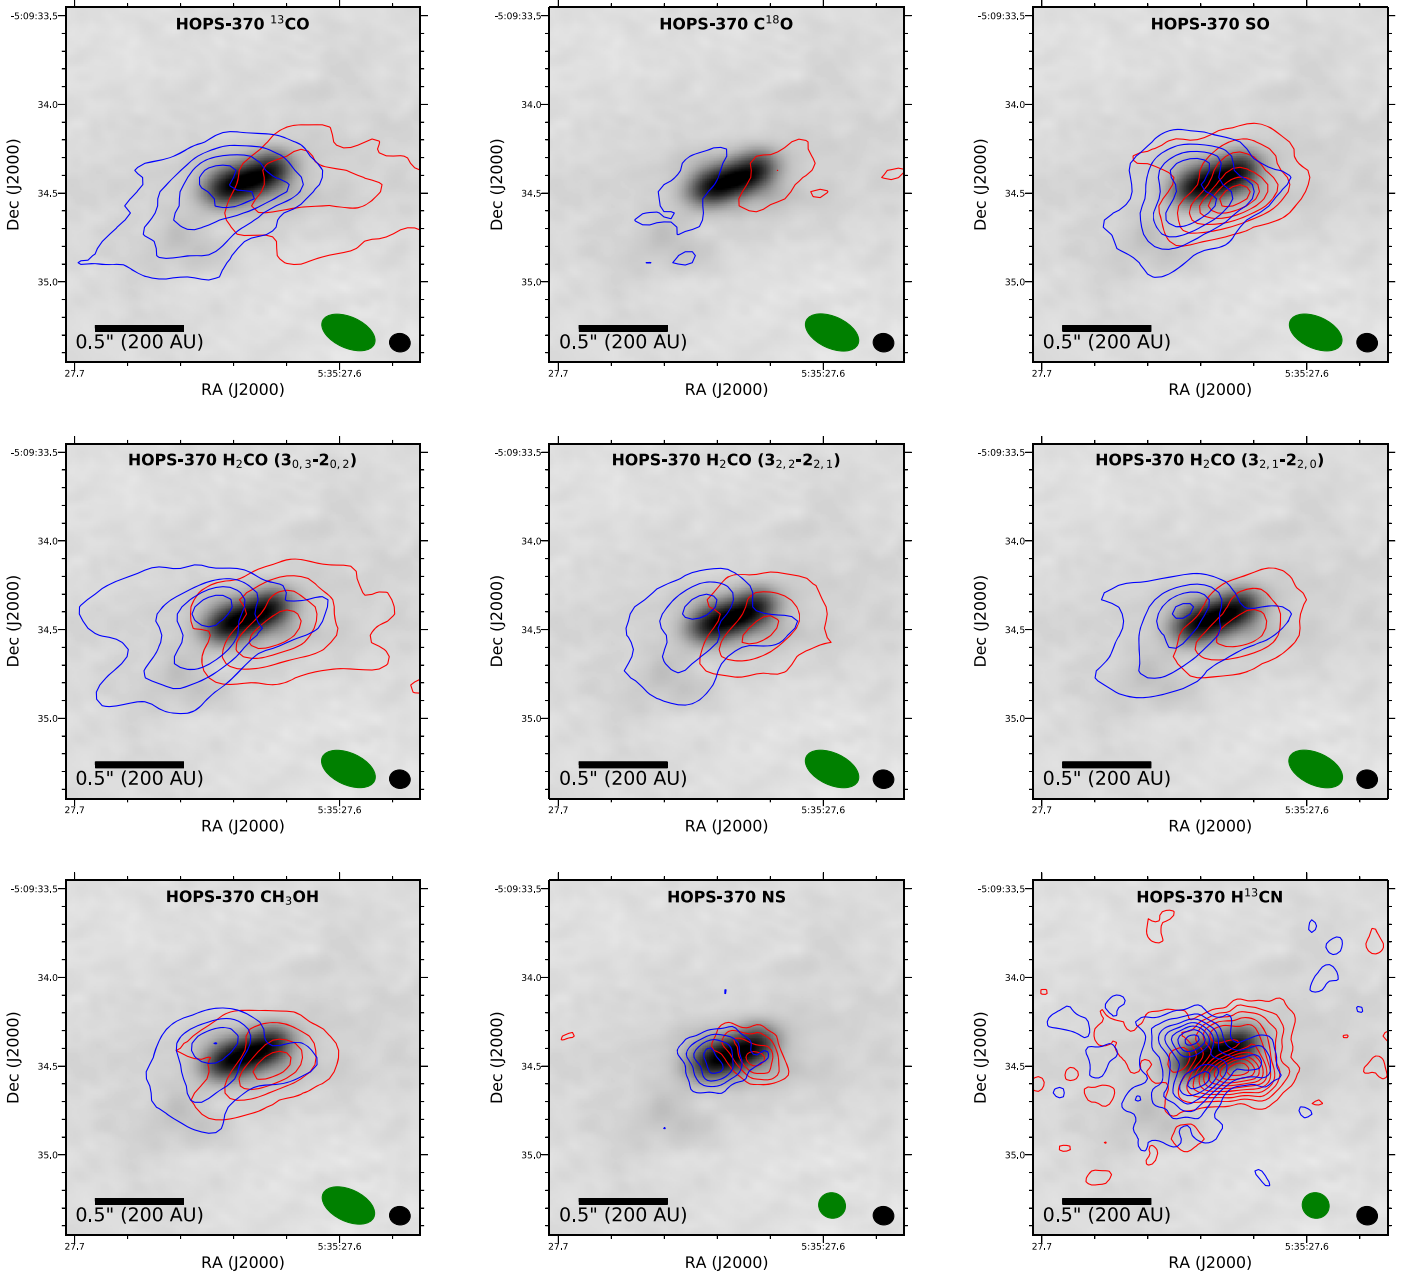 HOPS-370 ¹³CO
-5:09:33.5
34.0
34.5
35.0
Dec (J2000)
0.5" (200 AU)
27.7
5:35:27.6
RA (J2000)
HOPS-370 C¹⁸O
-5:09:33.5
34.0
34.5
35.0
Dec (J2000)
0.5" (200 AU)
27.7
5:35:27.6
RA (J2000)
HOPS-370 SO
-5:09:33.5
34.0
34.5
35.0
Dec (J2000)
0.5" (200 AU)
27.7
5:35:27.6
RA (J2000)
HOPS-370 H₂CO (3₀,₃-2₀,₂)
-5:09:33.5
34.0
34.5
35.0
Dec (J2000)
0.5" (200 AU)
27.7
5:35:27.6
RA (J2000)
HOPS-370 H₂CO (3₂,₂-2₂,₁)
-5:09:33.5
34.0
34.5
35.0
Dec (J2000)
0.5" (200 AU)
27.7
5:35:27.6
RA (J2000)
HOPS-370 H₂CO (3₂,₁-2₂,₀)
-5:09:33.5
34.0
34.5
35.0
Dec (J2000)
0.5" (200 AU)
27.7
5:35:27.6
RA (J2000)
HOPS-370 CH₃OH
-5:09:33.5
34.0
34.5
35.0
Dec (J2000)
0.5" (200 AU)
27.7
5:35:27.6
RA (J2000)
HOPS-370 NS
-5:09:33.5
34.0
34.5
35.0
Dec (J2000)
0.5" (200 AU)
27.7
5:35:27.6
RA (J2000)
HOPS-370 H¹³CN
-5:09:33.5
34.0
34.5
35.0
Dec (J2000)
0.5" (200 AU)
27.7
5:35:27.6
RA (J2000)